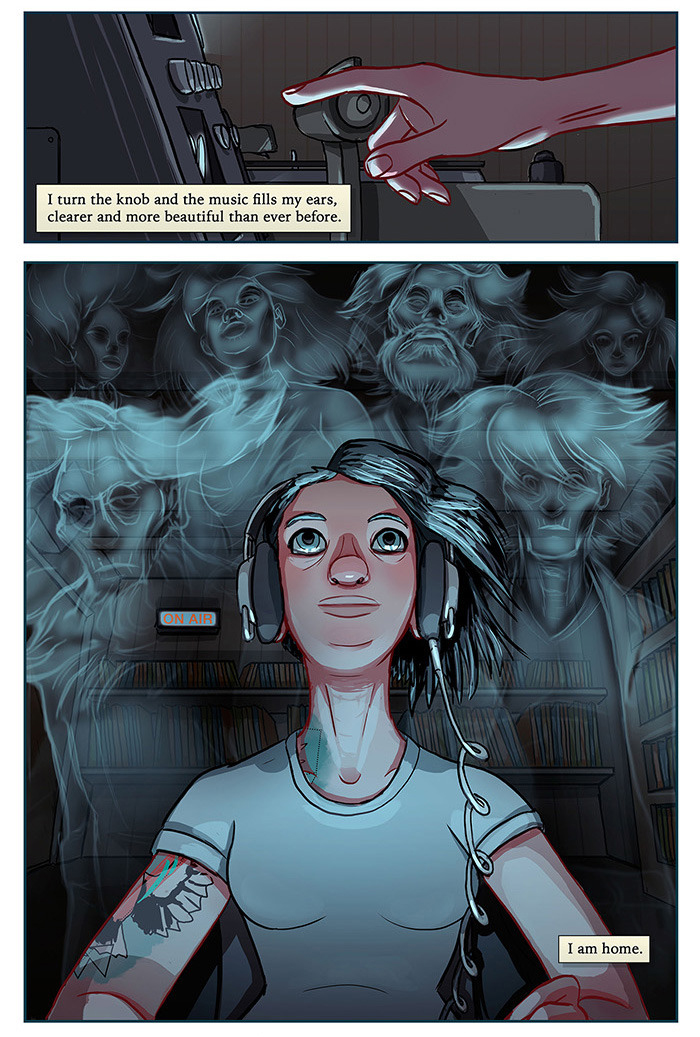 I turn the knob and the music fills my ears,
clearer and more beautiful than ever before.
ON AIR
I am home.